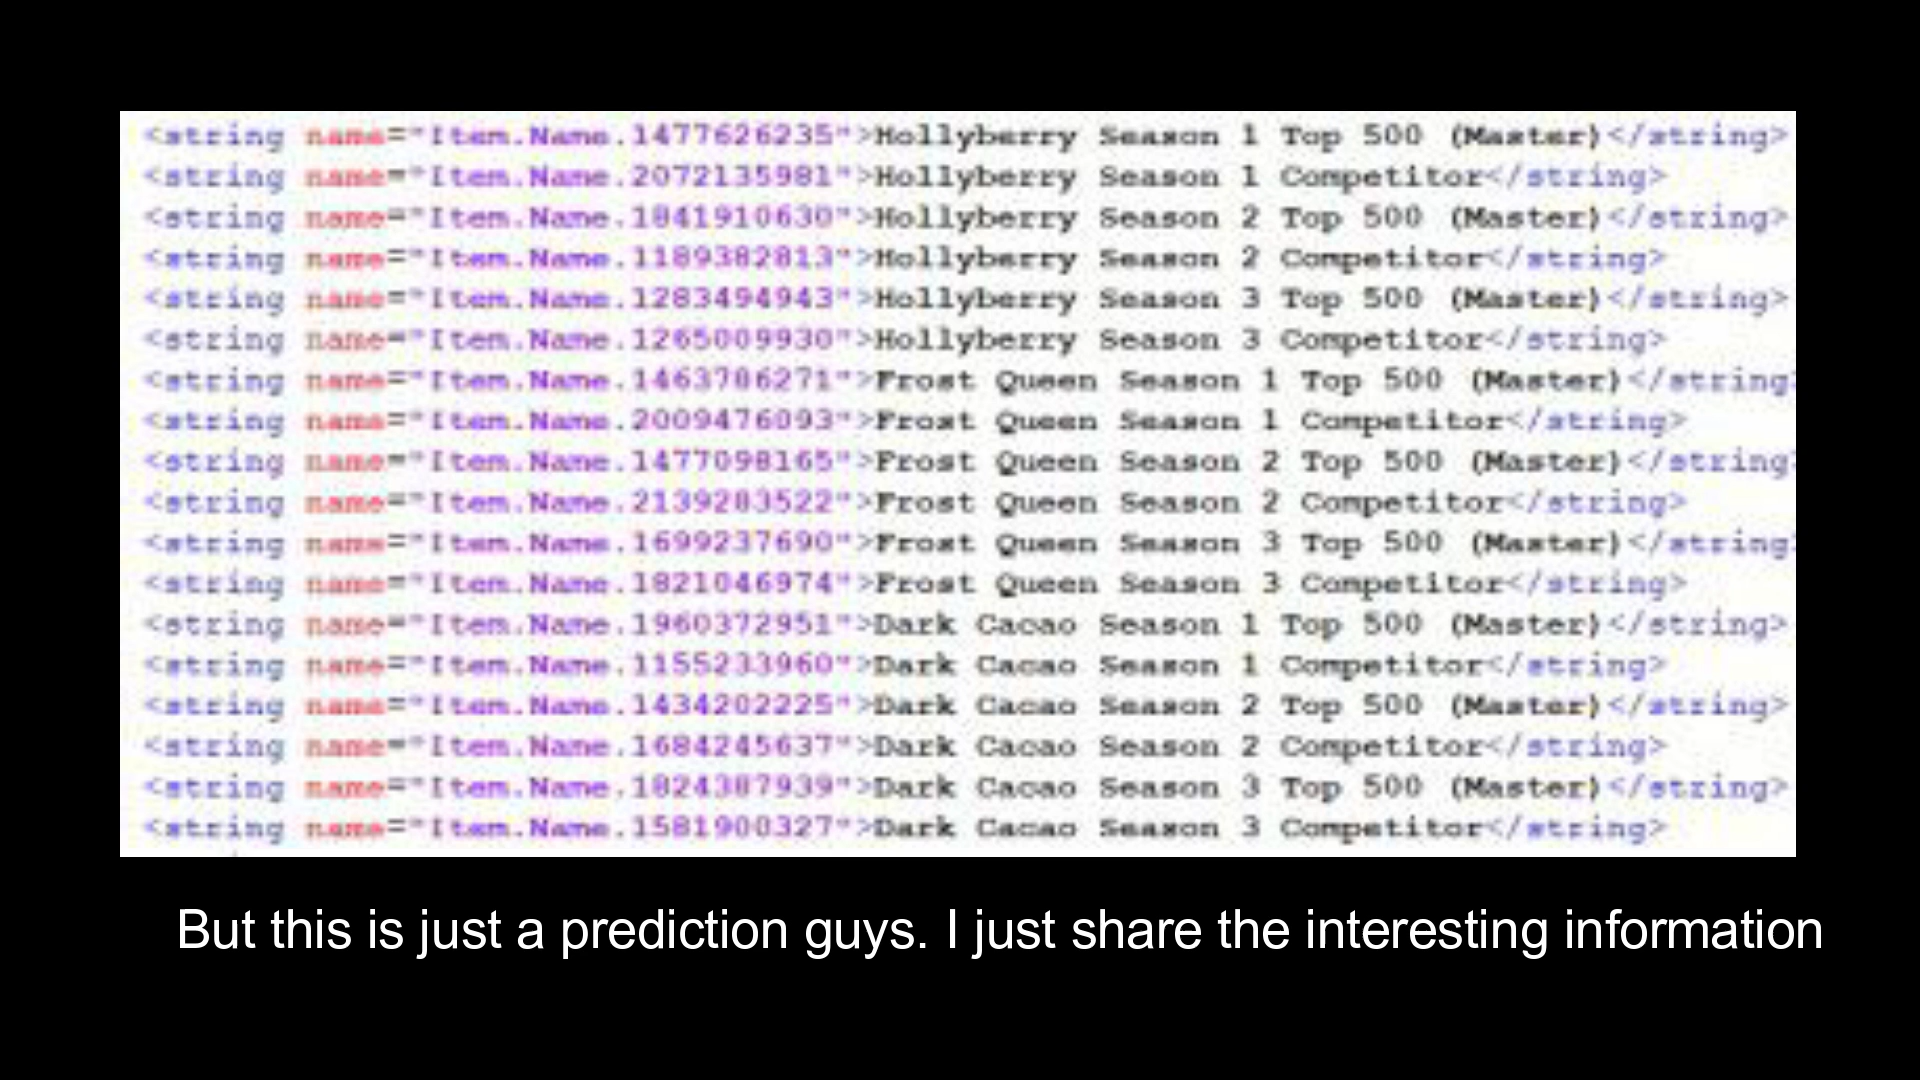 <string name="Item.Name.1477626235">Hollyberry Season 1 Top 500 (Master)</string>
<string name="Item.Name.2072135981">Hollyberry Season 1 Competitor</string>
<string name="Item.Name.1841910630">Hollyberry Season 2 Top 500 (Master)</string>
<string name="Item.Name.1189382813">Hollyberry Season 2 Competitor</string>
<string name="Item.Name.1283494943">Hollyberry Season 3 Top 500 (Master)</string>
<string name="Item.Name.1265009930">Hollyberry Season 3 Competitor</string>
<string name="Item.Name.1463786271">Frost Queen Season 1 Top 500 (Master)</string>
<string name="Item.Name.2009476093">Frost Queen Season 1 Competitor</string>
<string name="Item.Name.1477098165">Frost Queen Season 2 Top 500 (Master)</string>
<string name="Item.Name.2139283522">Frost Queen Season 2 Competitor</string>
<string name="Item.Name.1699237690">Frost Queen Season 3 Top 500 (Master)</string>
<string name="Item.Name.1821046974">Frost Queen Season 3 Competitor</string>
<string name="Item.Name.1960372951">Dark Cacao Season 1 Top 500 (Master)</string>
<string name="Item.Name.1155233960">Dark Cacao Season 1 Competitor</string>
<string name="Item.Name.1434202225">Dark Cacao Season 2 Top 500 (Master)</string>
<string name="Item.Name.1684245637">Dark Cacao Season 2 Competitor</string>
<string name="Item.Name.1824387939">Dark Cacao Season 3 Top 500 (Master)</string>
<string name="Item.Name.1581900327">Dark Cacao Season 3 Competitor</string>
But this is just a prediction guys. I just share the interesting information